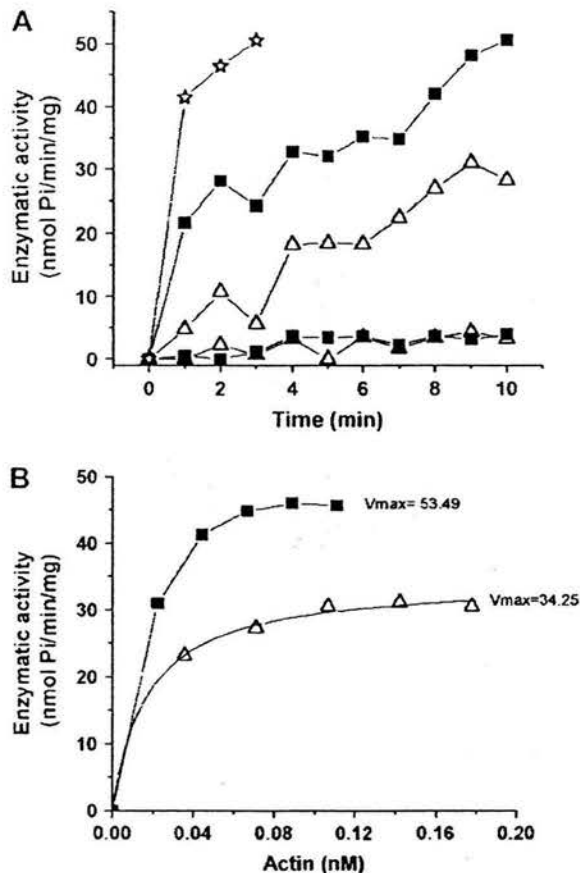 A
Enzymatic activity
(nmol Pi/min/mg)
50
40
30
20
10
0
0 2 4 6 8 10
Time (min)
B
Enzymatic activity
(nmol Pi/min/mg)
50
40
30
20
10
0
Vmax= 53.49
Vmax=34.25
0.00 0.04 0.08 0.12 0.16 0.20
Actin (nM)